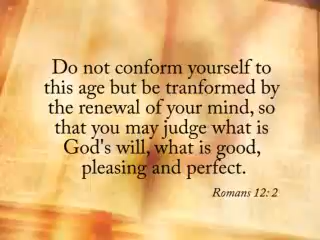 Do not conform yourself to
this age but be tranformed by
the renewal of your mind, so
that you may judge what is
God's will, what is good,
pleasing and perfect.
Romans 12: 2